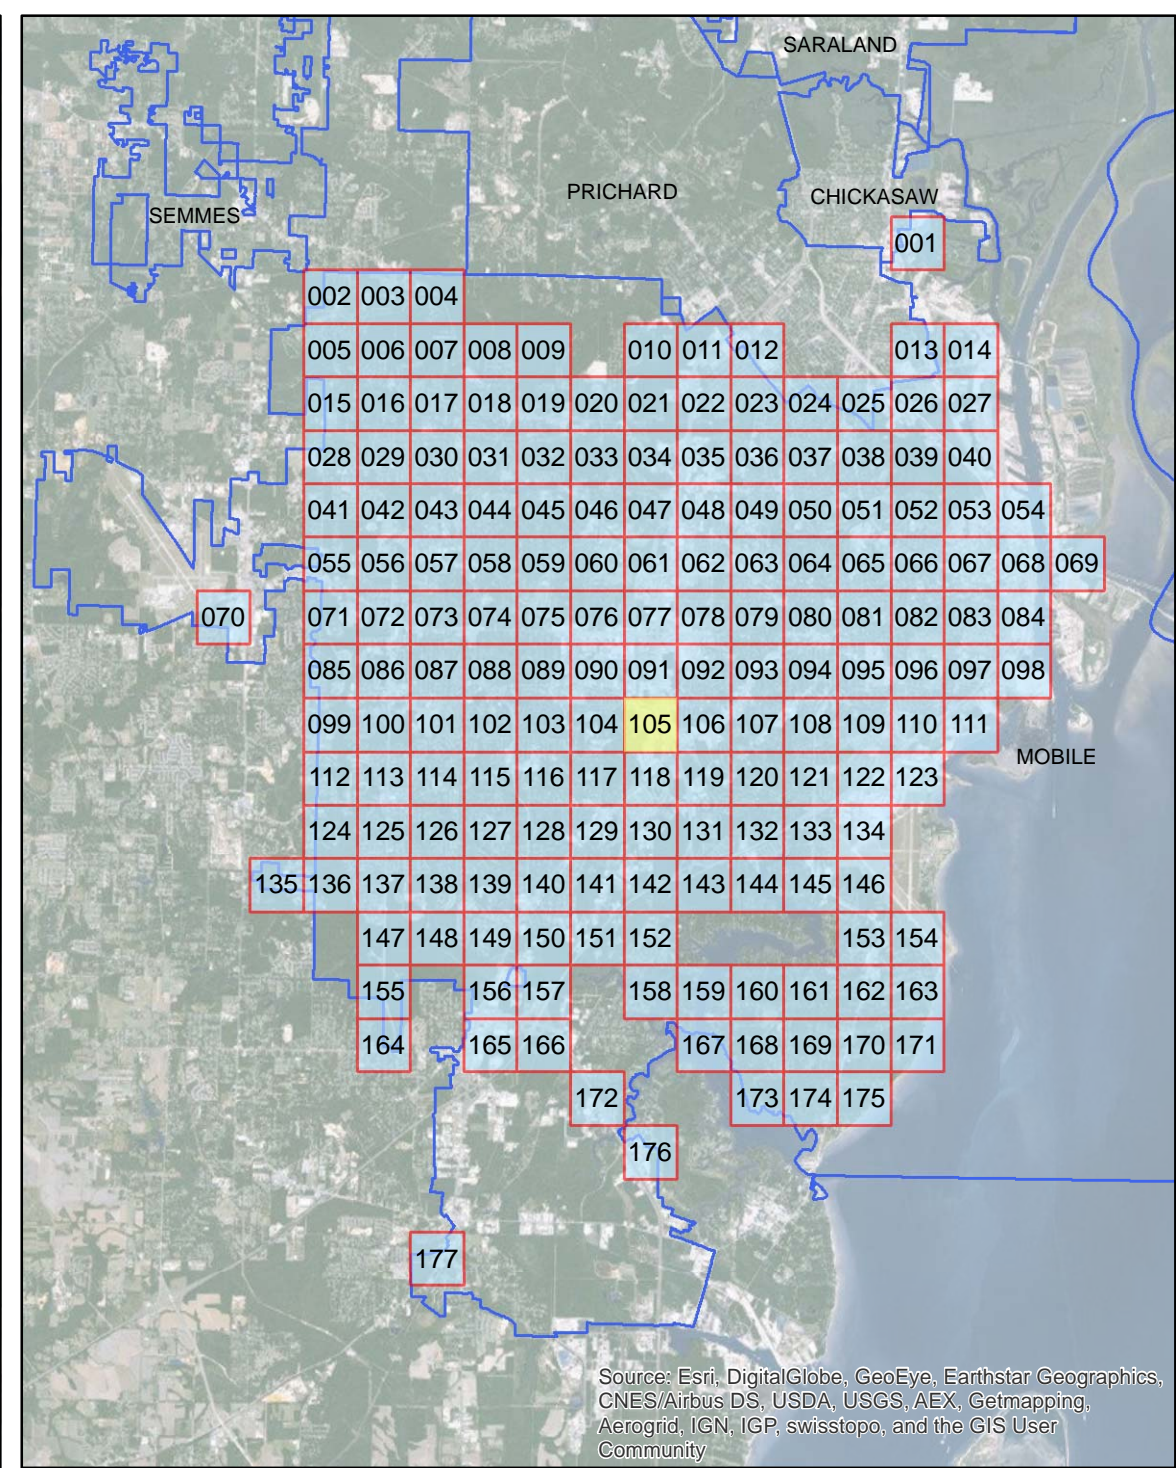 SARALAND
PRICHARD
CHICKASAW
SEMMES
001
002 003 004
005 006 007 008 009 010 011 012 013 014
015 016 017 018 019 020 021 022 023 024 025 026 027
028 029 030 031 032 033 034 035 036 037 038 039 040
041 042 043 044 045 046 047 048 049 050 051 052 053 054
055 056 057 058 059 060 061 062 063 064 065 066 067 068 069
070 071 072 073 074 075 076 077 078 079 080 081 082 083 084
085 086 087 088 089 090 091 092 093 094 095 096 097 098
099 100 101 102 103 104 105 106 107 108 109 110 111
MOBILE
112 113 114 115 116 117 118 119 120 121 122 123
124 125 126 127 128 129 130 131 132 133 134
135 136 137 138 139 140 141 142 143 144 145 146
147 148 149 150 151 152 153 154
155 156 157 158 159 160 161 162 163
164 165 166 167 168 169 170 171
172 173 174 175
176
177
Source: Esri, DigitalGlobe, GeoEye, Earthstar Geographics,
CNES/Airbus DS, USDA, USGS, AEX, Getmapping,
Aerogrid, IGN, IGP, swisstopo, and the GIS User
Community